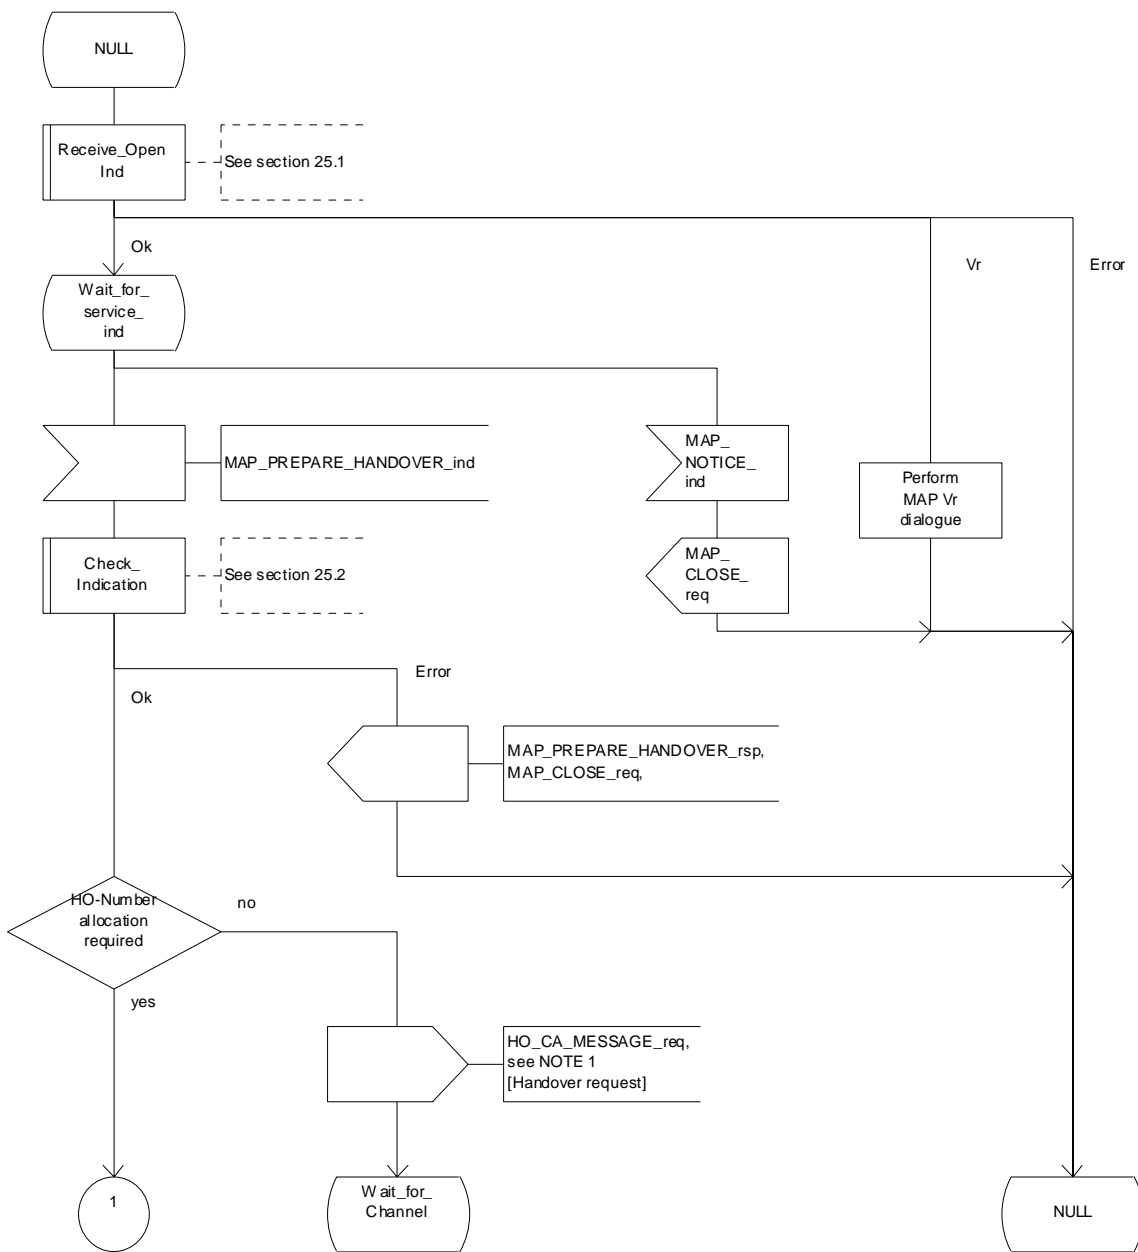 NULL
Receive_Open
Ind
See section 25.1
Ok
Vr
Error
Wait_for_
service_
ind
MAP_PREPARE_HANDOVER_ind
MAP_
NOTICE_
ind
Perform
MAP Vr
dialogue
Check_
Indication
See section 25.2
MAP_
CLOSE_
req
Error
Ok
MAP_PREPARE_HANDOVER_rsp,
MAP_CLOSE_req,
HO-Number
allocation
required
no
yes
HO_CA_MESSAGE_req,
see NOTE 1
[Handover request]
1
Wait_for_
Channel
NULL